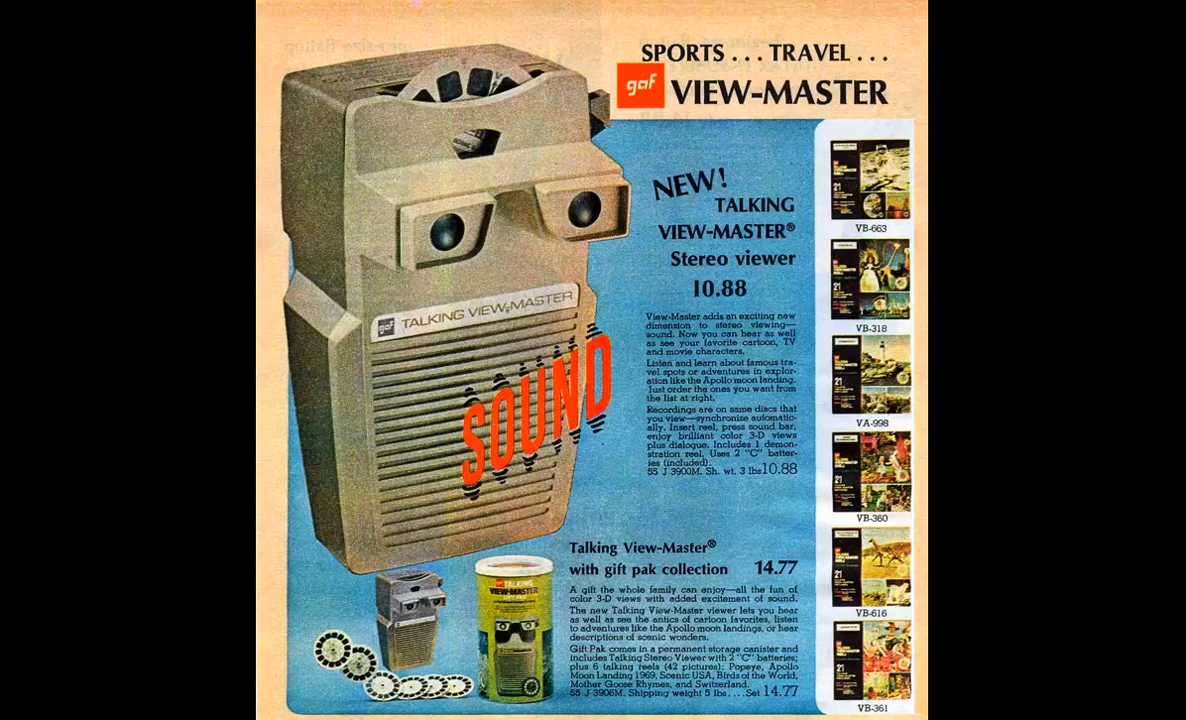 SPORTS . . . TRAVEL . . .
gaf VIEW-MASTER
NEW!
TALKING
VIEW-MASTER®
Stereo viewer
10.88
View-Master adds an exciting new
dimension to stereo viewing—
sound. Now you can hear as well
as see your favorite cartoon, TV
and movie characters.
Listen and learn about famous tra-
vel spots or adventures in explor-
ation like the Apollo moon landing.
Just order the ones you want from
the list at right.
Recordings are on same discs that
you view—synchronize automatic-
ally. Insert reel, press sound bar,
enjoy brilliant color 3-D views
plus dialogue. Includes 1 demon-
stration reel. Uses 2 "C" batter-
ies (included).
55 J 3900M. Sh. wt. 3 lbs 10.88
gaf TALKING VIEW-MASTER
SOUND
Talking View-Master®
with gift pak collection 14.77
A gift the whole family can enjoy—all the fun of
color 3-D views with added excitement of sound.
The new Talking View-Master viewer lets you hear
as well as see the antics of cartoon favorites, listen
to adventures like the Apollo moon landings, or hear
descriptions of scenic wonders.
Gift Pak comes in a permanent storage canister and
includes Talking Stereo Viewer with 2 "C" batteries;
plus 6 talking reels (42 pictures): Popeye, Apollo
Moon Landing 1969, Scenic USA, Birds of the World,
Mother Goose Rhymes, and Switzerland.
55 J 3906M. Shipping weight 5 lbs. . . . Set 14.77
TALKING
VIEW-MASTER
21
VB-663
21
VB-318
21
VA-998
21
VB-360
21
VB-616
21
VB-361